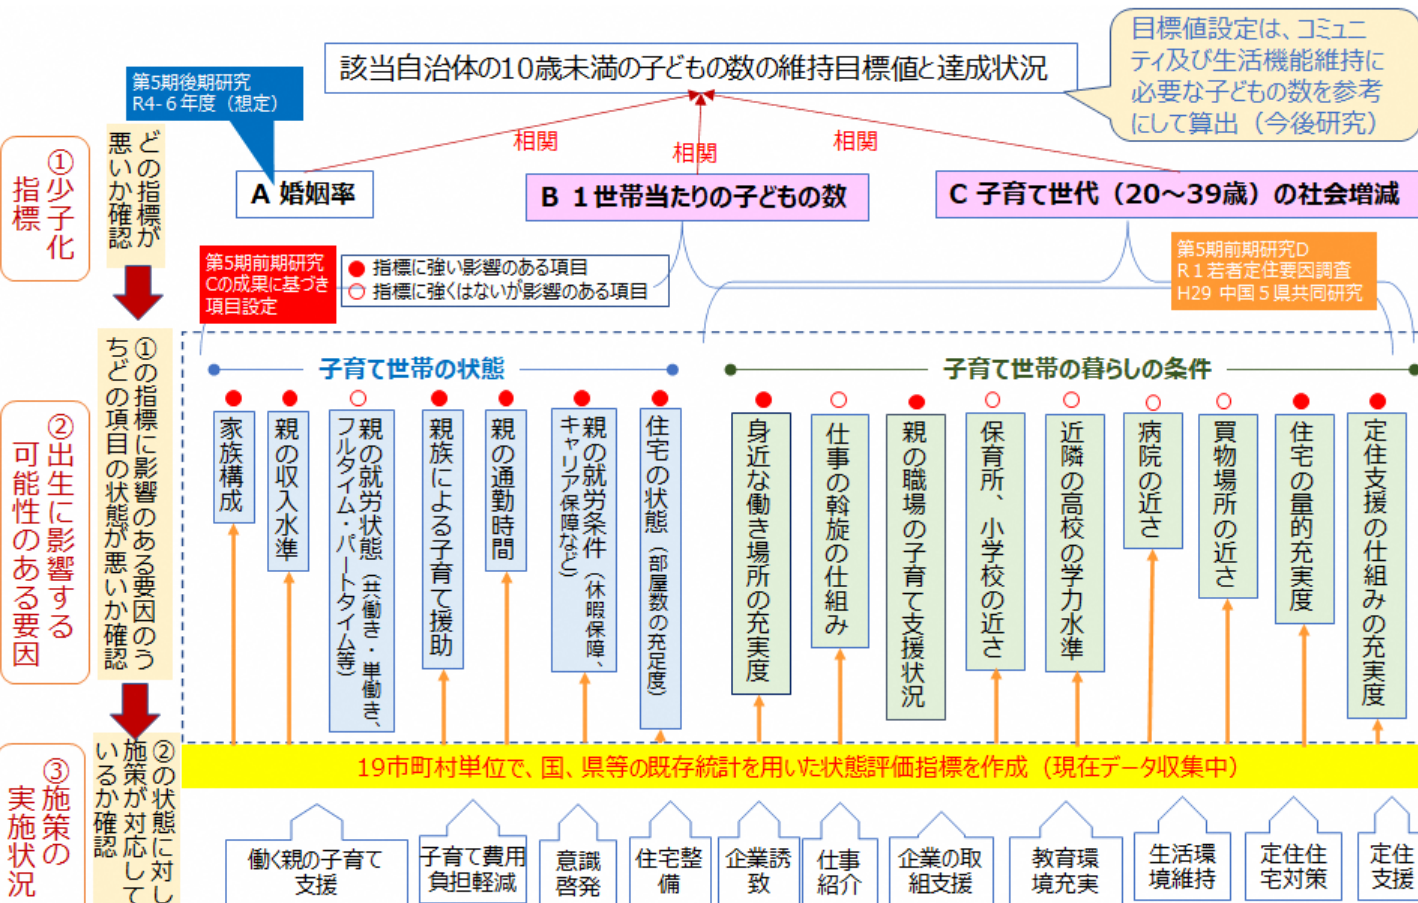 目標値設定は、コミュニ
ティ及び生活機能維持に
必要な子どもの数を参考
にして算出（今後研究）
該当自治体の10歳未満の子どもの数の維持目標値と達成状況
第5期後期研究
R4-６年度（想定）
相関
相関
相関
①少子化
指標
どの指標が
悪いか確認
A 婚姻率
B １世帯当たりの子どもの数
C 子育て世代（20～39歳）の社会増減
第5期前期研究
Cの成果に基づき
項目設定
指標に強い影響のある項目
指標に強くはないが影響のある項目
第5期前期研究D
R１若者定住要因調査
H29 中国５県共同研究
②出生に影響する
可能性のある要因
①の指標に影響のある要因のう
ちどの項目の状態が悪いか確認
子育て世帯の状態
子育て世帯の暮らしの条件
家族構成
親の収入水準
親の就労状態（共働き・単働き、
フルタイム・パートタイム等）
親族による子育て援助
親の通勤時間
親の就労条件（休暇保障、
キャリア保障など）
住宅の状態（部屋数の充足度）
身近な働き場所の充実度
仕事の斡旋の仕組み
親の職場の子育て支援状況
保育所、小学校の近さ
近隣の高校の学力水準
病院の近さ
買物場所の近さ
住宅の量的充実度
定住支援の仕組みの充実度
19市町村単位で、国、県等の既存統計を用いた状態評価指標を作成（現在データ収集中）
③施策の
実施状況
②の状態に対し
施策が対応して
いるか確認
働く親の子育て
支援
子育て費用
負担軽減
意識
啓発
住宅整
備
企業誘
致
仕事
紹介
企業の取
組支援
教育環
境充実
生活環
境維持
定住住
宅対策
定住
支援